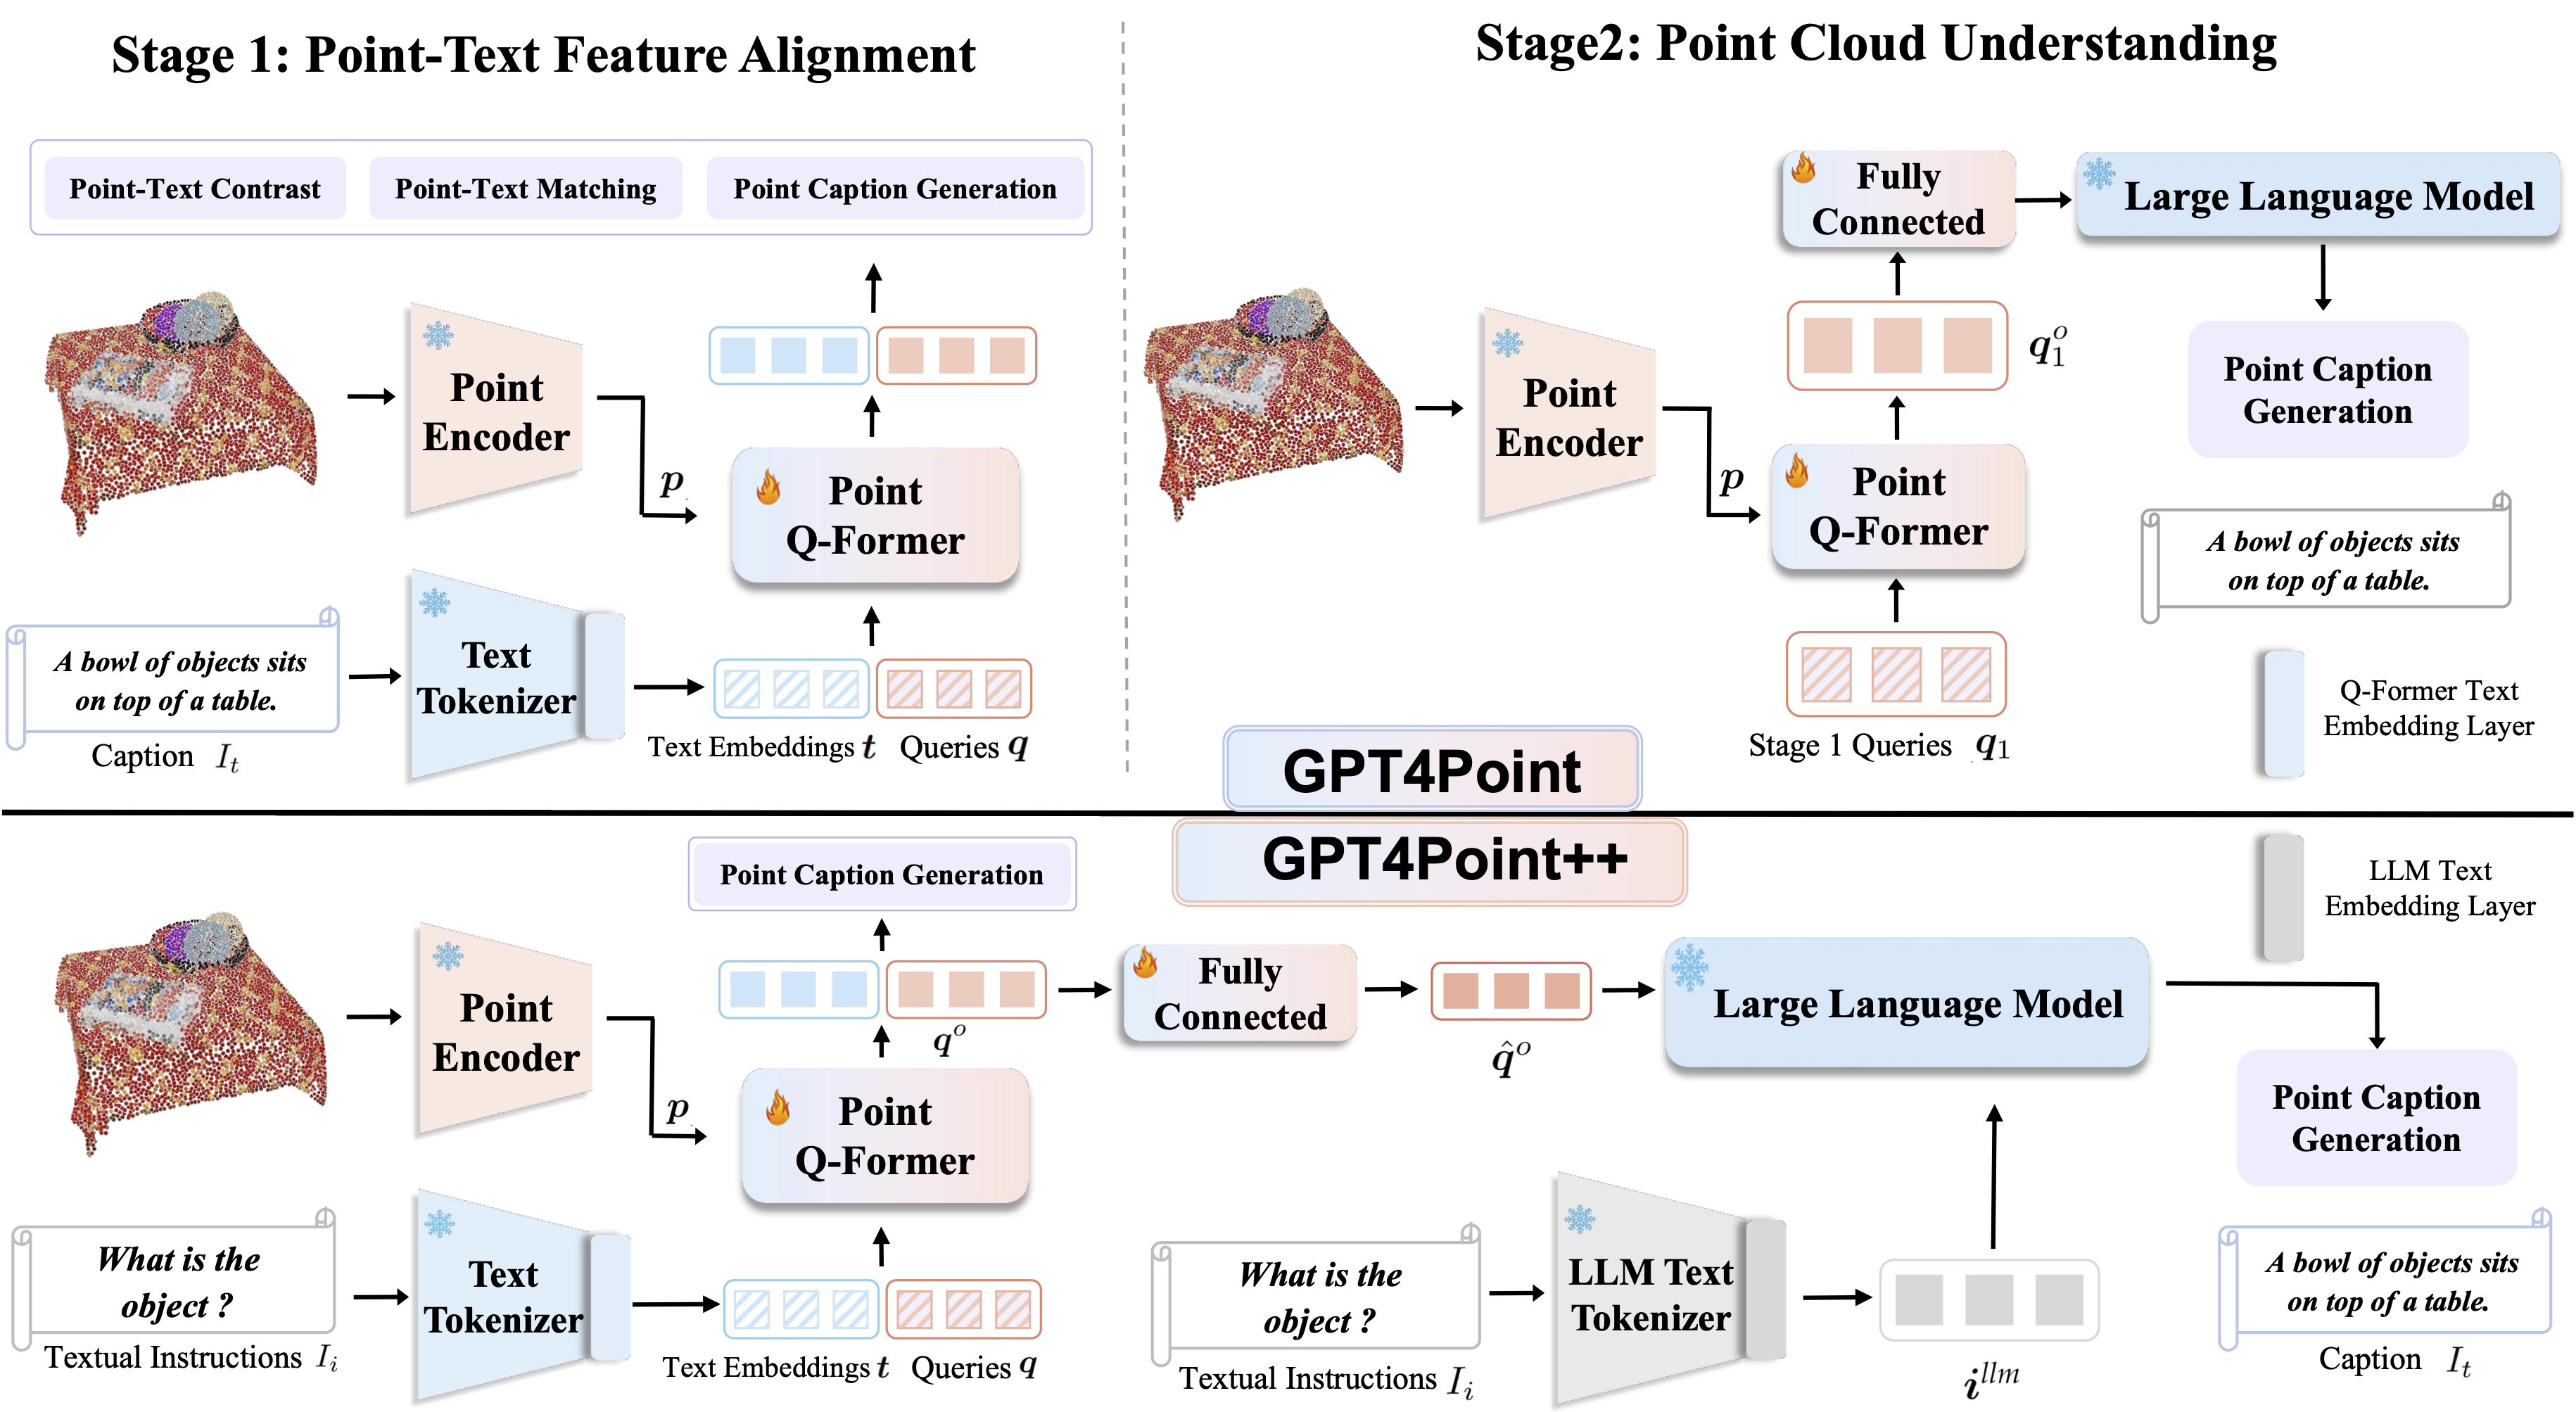 Stage 1: Point-Text Feature Alignment
Point-Text Contrast
Point-Text Matching
Point Caption Generation
Point
Encoder
p
Point
Q-Former
A bowl of objects sits
on top of a table.
Caption I_t
Text
Tokenizer
Text Embeddings t
Queries q
Stage2: Point Cloud Understanding
Fully
Connected
Large Language Model
q_1^o
Point Caption
Generation
Point
Encoder
p
Point
Q-Former
A bowl of objects sits
on top of a table.
Stage 1 Queries q_1
Q-Former Text
Embedding Layer
GPT4Point
GPT4Point++
LLM Text
Embedding Layer
Point Caption Generation
Point
Encoder
p
q^o
Point
Q-Former
What is the
object ?
Textual Instructions I_i
Text
Tokenizer
Text Embeddings t
Queries q
Fully
Connected
q̂^o
Large Language Model
Point Caption
Generation
What is the
object ?
Textual Instructions I_i
LLM Text
Tokenizer
i^{llm}
A bowl of objects sits
on top of a table.
Caption I_t